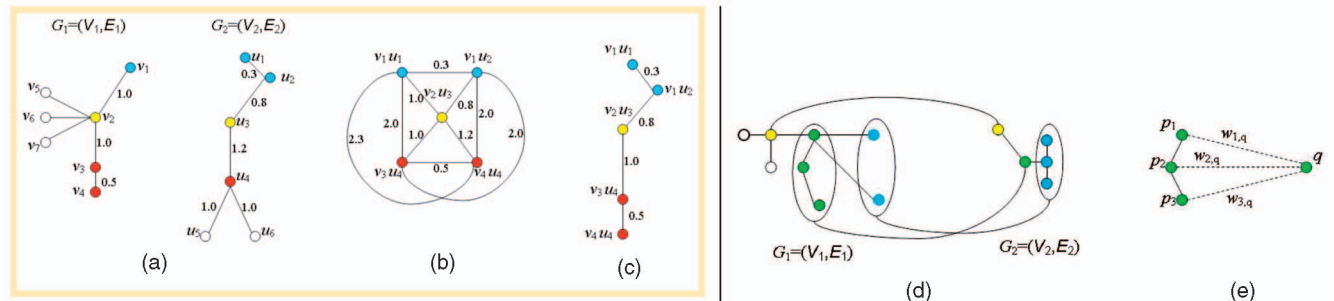 G₁=(V₁,E₁)
G₂=(V₂,E₂)
v₁
v₅
1.0
v₆
v₂
v₇
1.0
v₃
0.5
v₄
u₁
0.3
u₂
0.8
u₃
1.2
u₄
1.0
1.0
u₅
u₆
(a)
v₁u₁
v₁u₂
0.3
v₂u₃
1.0
0.8
2.3
2.0
2.0
2.0
1.0
1.2
0.5
v₃u₄
v₄u₄
(b)
v₁u₁
0.3
v₁u₂
v₂u₃
0.8
1.0
v₃u₄
0.5
v₄u₄
(c)
G₁=(V₁,E₁)
G₂=(V₂,E₂)
(d)
p₁
w₁,q
p₂
w₂,q
q
p₃
w₃,q
(e)